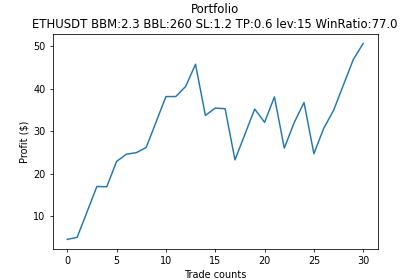 Portfolio
ETHUSDT BBM:2.3 BBL:260 SL:1.2 TP:0.6 lev:15 WinRatio:77.0
50
40
30
20
10
Profit ($)
0 5 10 15 20 25 30
Trade counts